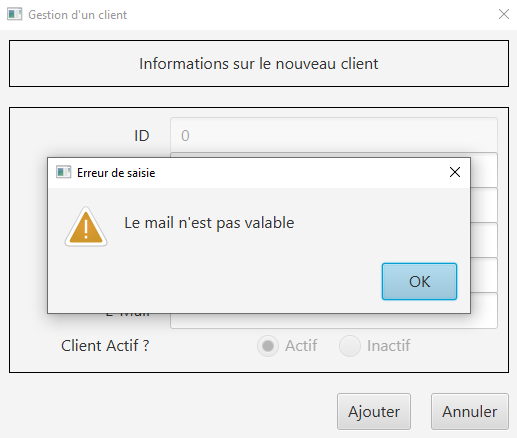 Gestion d'un client
Informations sur le nouveau client
ID
0
Erreur de saisie
Le mail n'est pas valable
OK
E-Mail
Client Actif ?
Actif
Inactif
Ajouter
Annuler